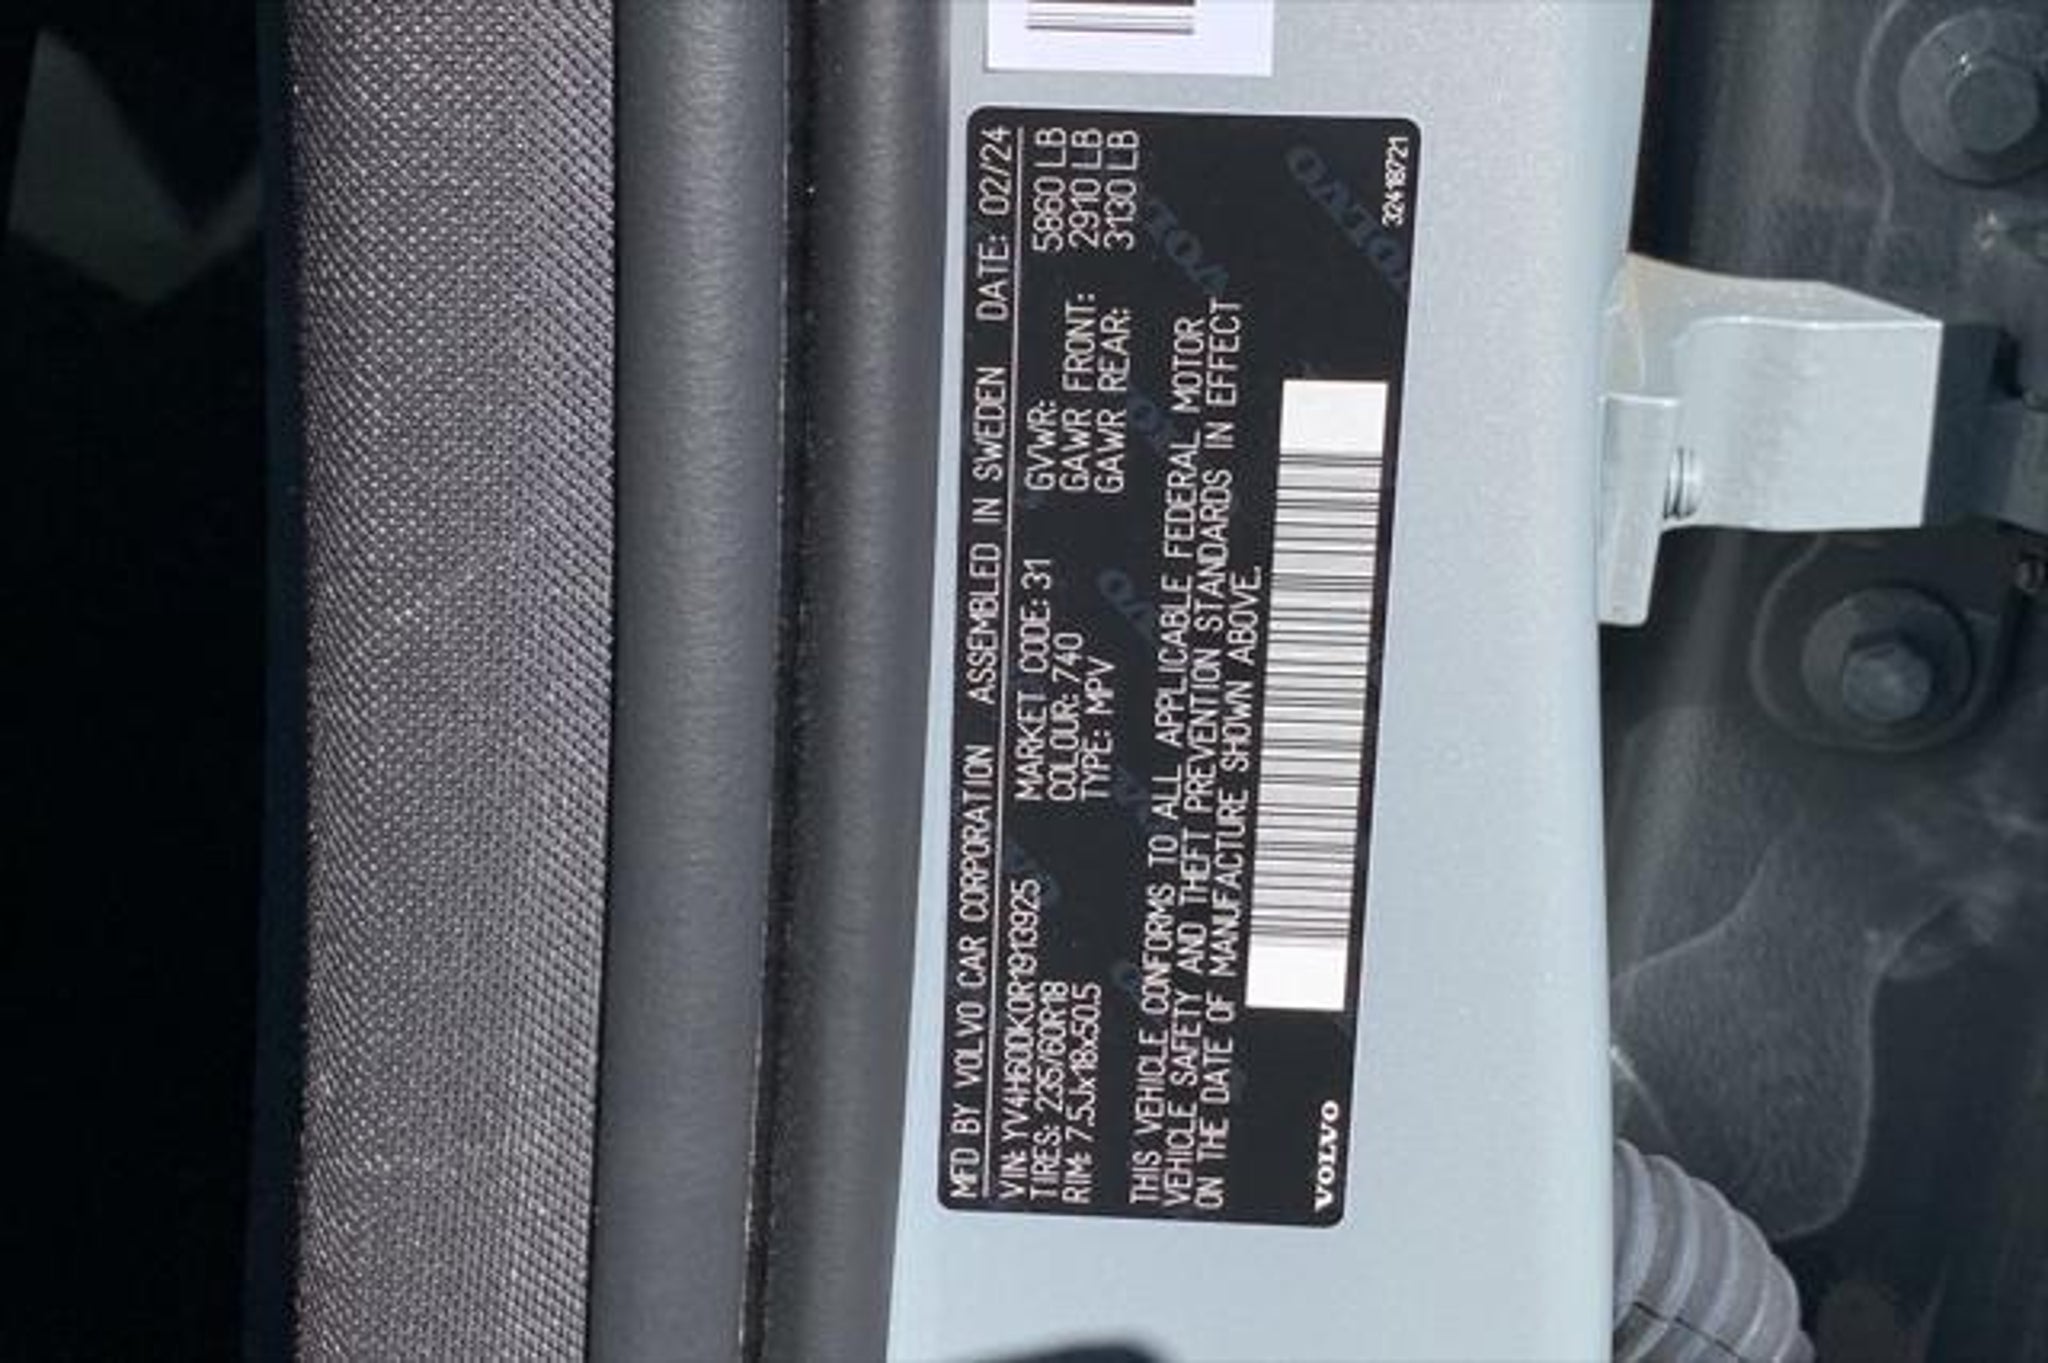 MFD BY VOLVO CAR CORPORATION ASSEMBLED IN SWEDEN DATE: 02/24
VIN: YV4H60DK0R1913925 MARKET CODE: 31 GVWR: 5860 LB
TIRES: 235/60R18 COLOUR: 740 GAWR FRONT: 2910 LB
RIM: 7.5Jx18x50.5 TYPE: MPV GAWR REAR: 3130 LB
THIS VEHICLE CONFORMS TO ALL APPLICABLE FEDERAL MOTOR
VEHICLE SAFETY AND THEFT PREVENTION STANDARDS IN EFFECT
ON THE DATE OF MANUFACTURE SHOWN ABOVE.
VOLVO
32418721